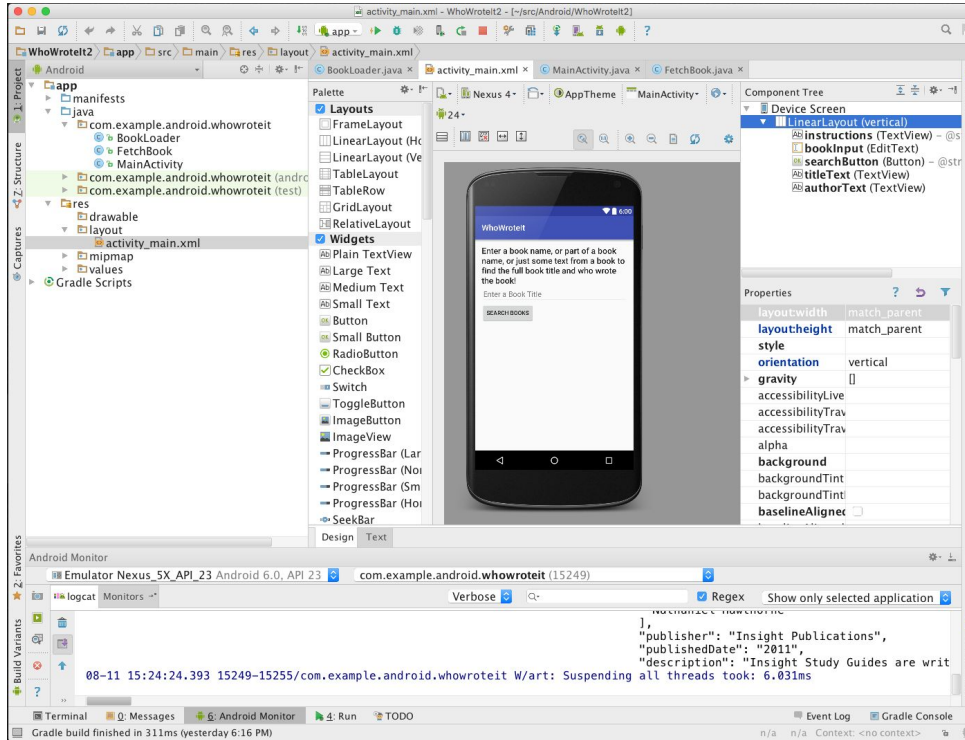 activity_main.xml - WhoWroteIt2 - [~/src/Android/WhoWroteIt2]
app
WhoWroteIt2 app src main res layout activity_main.xml
Android
BookLoader.java × activity_main.xml × MainActivity.java × FetchBook.java ×
1: Project
Z: Structure
Captures
2: Favorites
Build Variants
app
manifests
java
com.example.android.whowroteit
BookLoader
FetchBook
MainActivity
com.example.android.whowroteit (andro
com.example.android.whowroteit (test)
res
drawable
layout
activity_main.xml
mipmap
values
Gradle Scripts
Palette
Layouts
FrameLayout
LinearLayout (Ho
LinearLayout (Ve
TableLayout
TableRow
GridLayout
RelativeLayout
Widgets
Plain TextView
Large Text
Medium Text
Small Text
Button
Small Button
RadioButton
CheckBox
Switch
ToggleButton
ImageButton
ImageView
ProgressBar (Lar
ProgressBar (Nor
ProgressBar (Sm
ProgressBar (Hor
SeekBar
Design Text
Nexus 4 AppTheme MainActivity
24
6:00
WhoWroteIt
Enter a book name, or part of a book
name, or just some text from a book to
find the full book title and who wrote
the book!
Enter a Book Title
SEARCH BOOKS
Component Tree
Device Screen
LinearLayout (vertical)
instructions (TextView) – @s
bookInput (EditText)
searchButton (Button) – @str
titleText (TextView)
authorText (TextView)
Properties
layout:width match_parent
layout:height match_parent
style
orientation vertical
gravity []
accessibilityLive
accessibilityTrav
accessibilityTrav
alpha
background
backgroundTint
backgroundTintl
baselineAligned
Android Monitor
Emulator Nexus_5X_API_23 Android 6.0, API 23 com.example.android.whowroteit (15249)
logcat Monitors Verbose Regex Show only selected application
"Nathaniel Hawthorne"
],
"publisher": "Insight Publications",
"publishedDate": "2011",
"description": "Insight Study Guides are writ
08-11 15:24:24.393 15249-15255/com.example.android.whowroteit W/art: Suspending all threads took: 6.031ms
Terminal 0: Messages 6: Android Monitor 4: Run TODO Event Log Gradle Console
Gradle build finished in 311ms (yesterday 6:16 PM) n/a n/a Context: <no context>